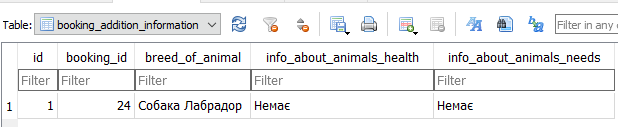 Table: booking_addition_information Filter in any c
id booking_id breed_of_animal info_about_animals_health info_about_animals_needs
Filter Filter Filter Filter Filter
1 1 24 Собака Лабрадор Немає Немає